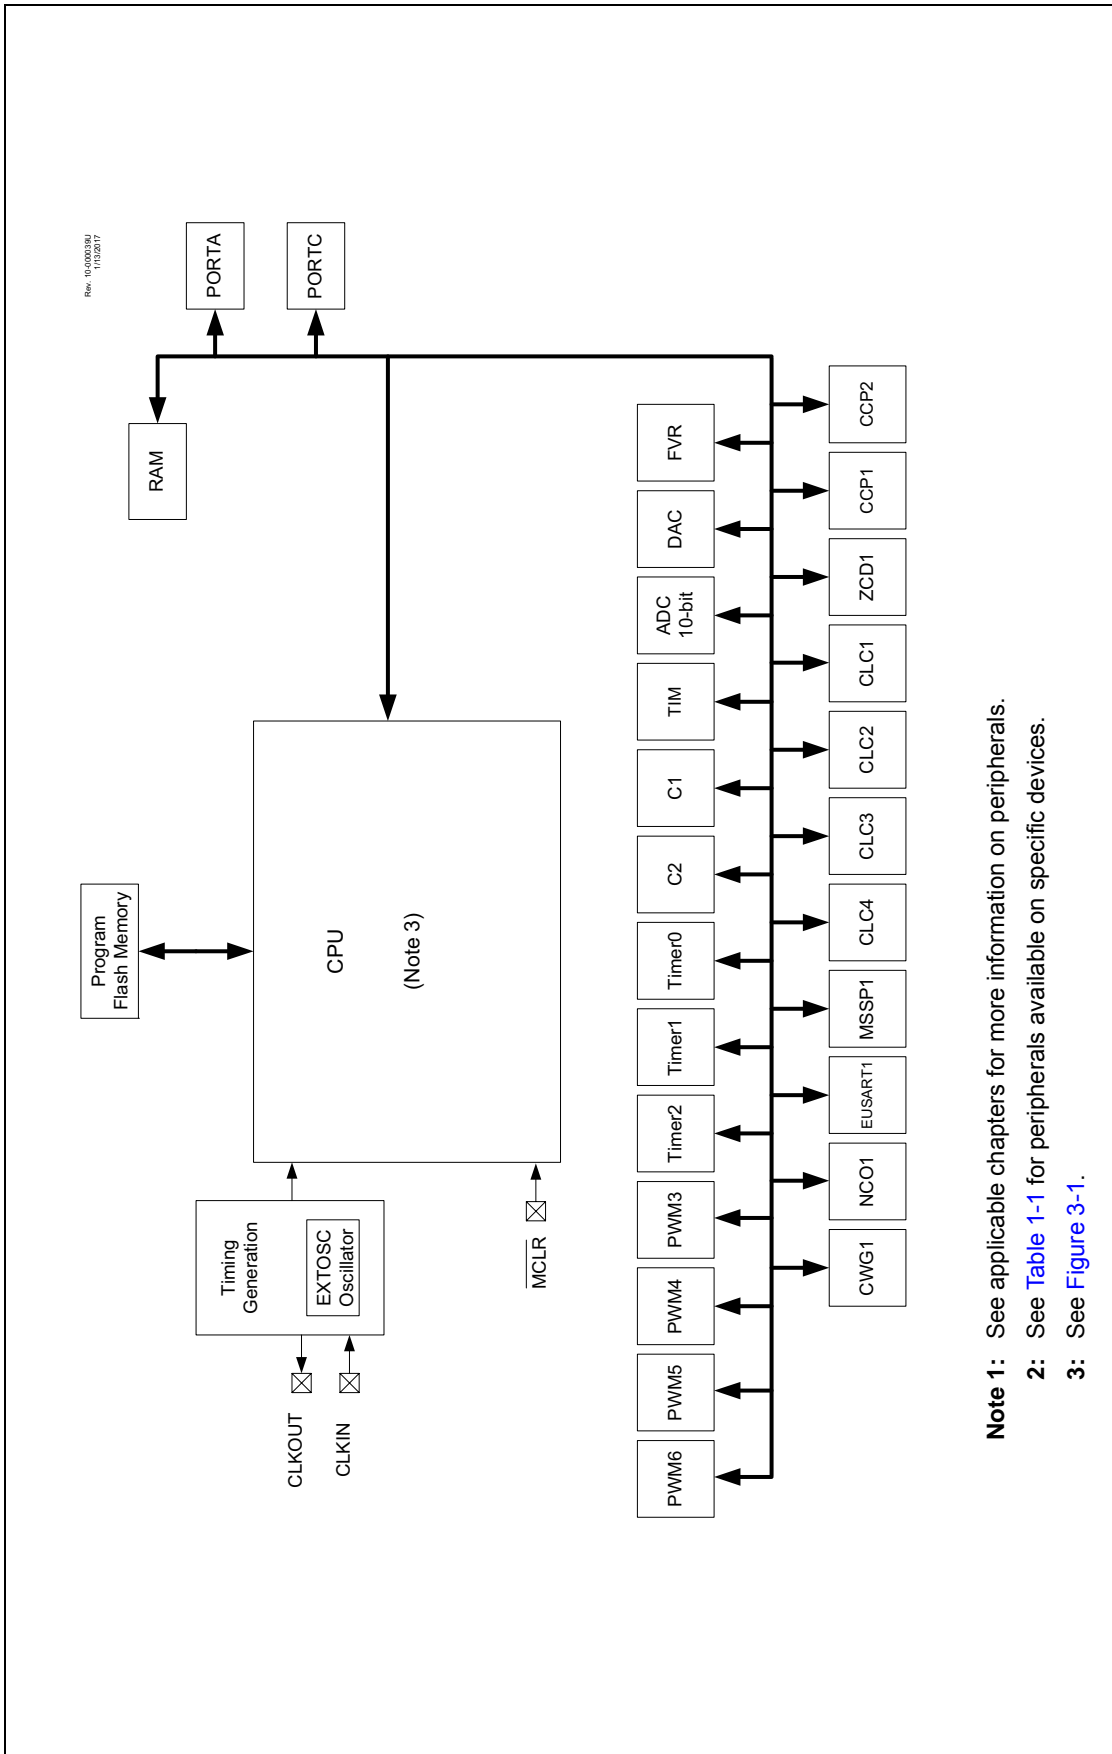 Rev. 10-000039U
1/13/2017
Program
Flash Memory
RAM
PORTA
PORTC
Timing
Generation
EXTOSC
Oscillator
CLKOUT
CLKIN
MCLR
CPU
(Note 3)
PWM6
PWM5
PWM4
PWM3
Timer2
Timer1
Timer0
C2
C1
TIM
ADC
10-bit
DAC
FVR
CWG1
NCO1
EUSART1
MSSP1
CLC4
CLC3
CLC2
CLC1
ZCD1
CCP1
CCP2
Note 1: See applicable chapters for more information on peripherals.
2: See Table 1-1 for peripherals available on specific devices.
3: See Figure 3-1.